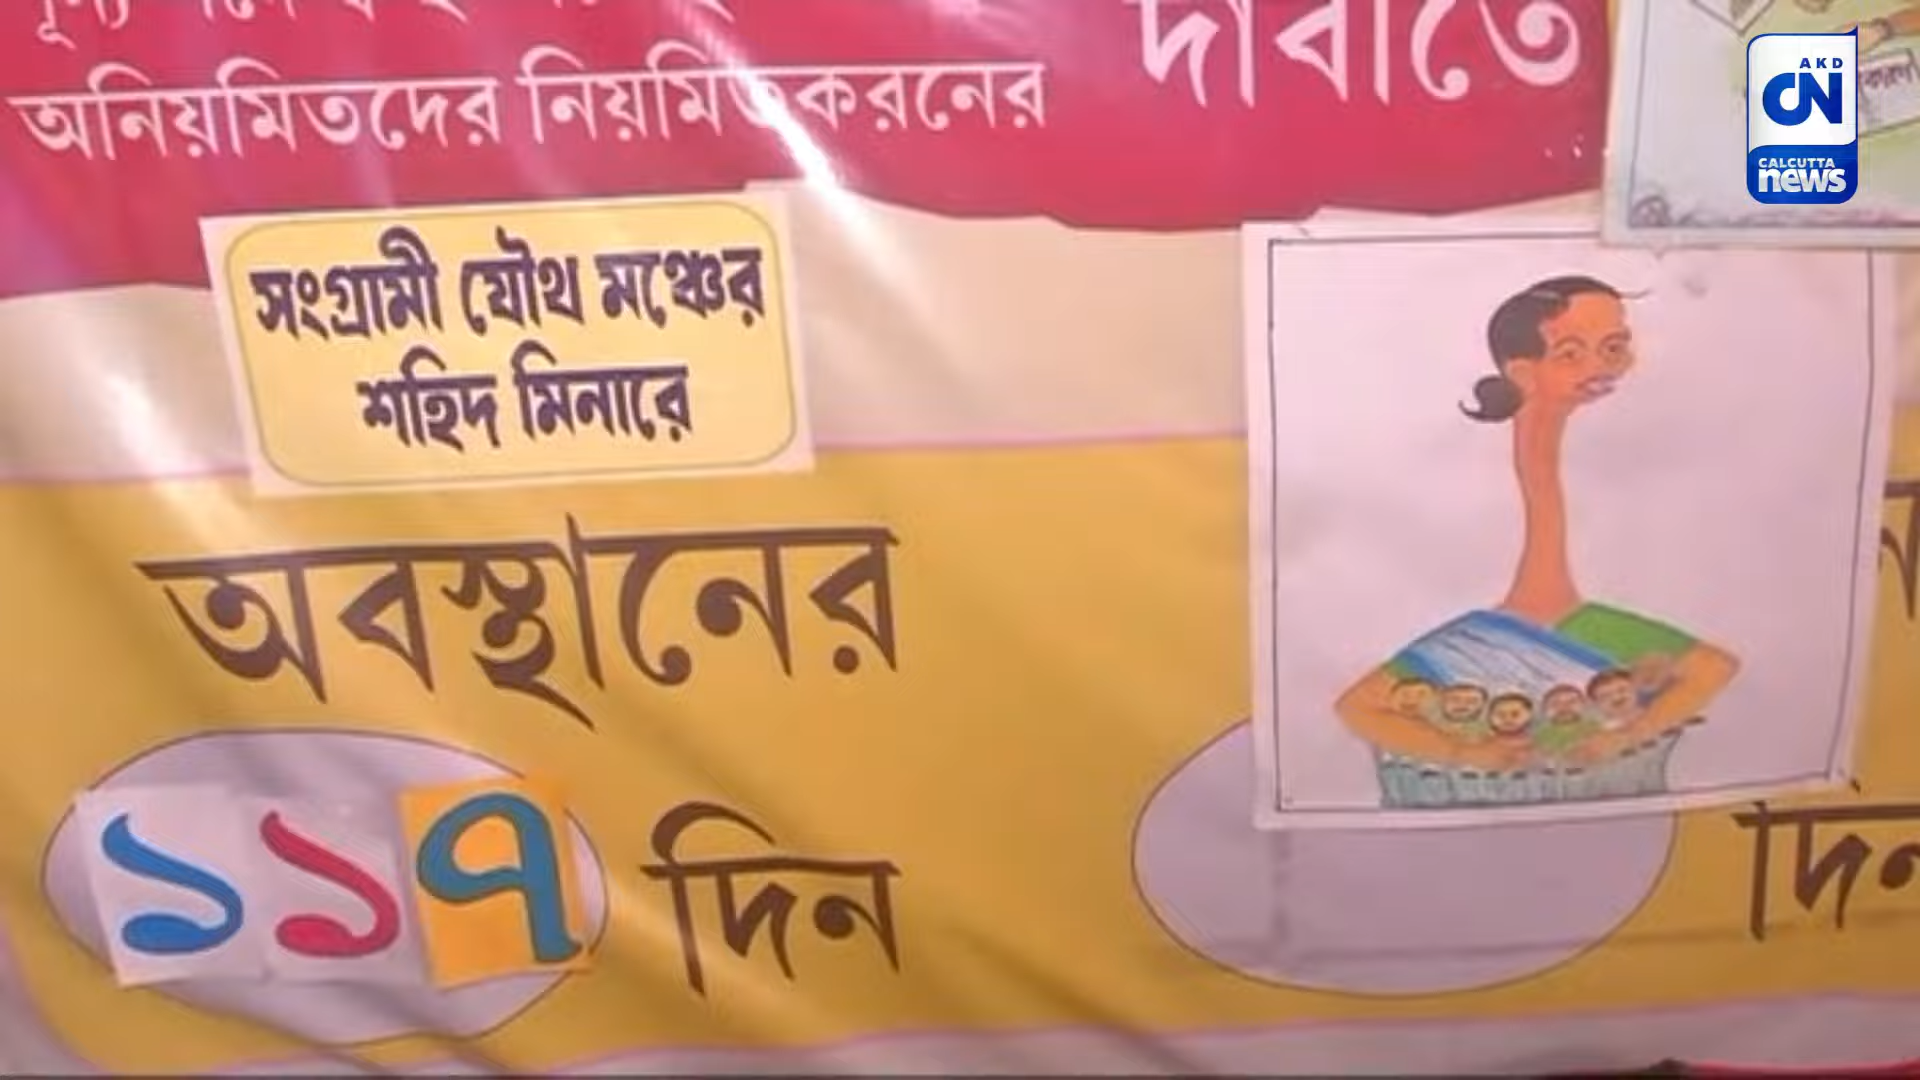 অনিয়মিতদের নিয়মিতকরনের
দাবীতে
সংগ্রামী যৌথ মঞ্চের
শহিদ মিনারে
অবস্থানের
১১৭ দিন
দিন
AKD
CN
CALCUTTA
news